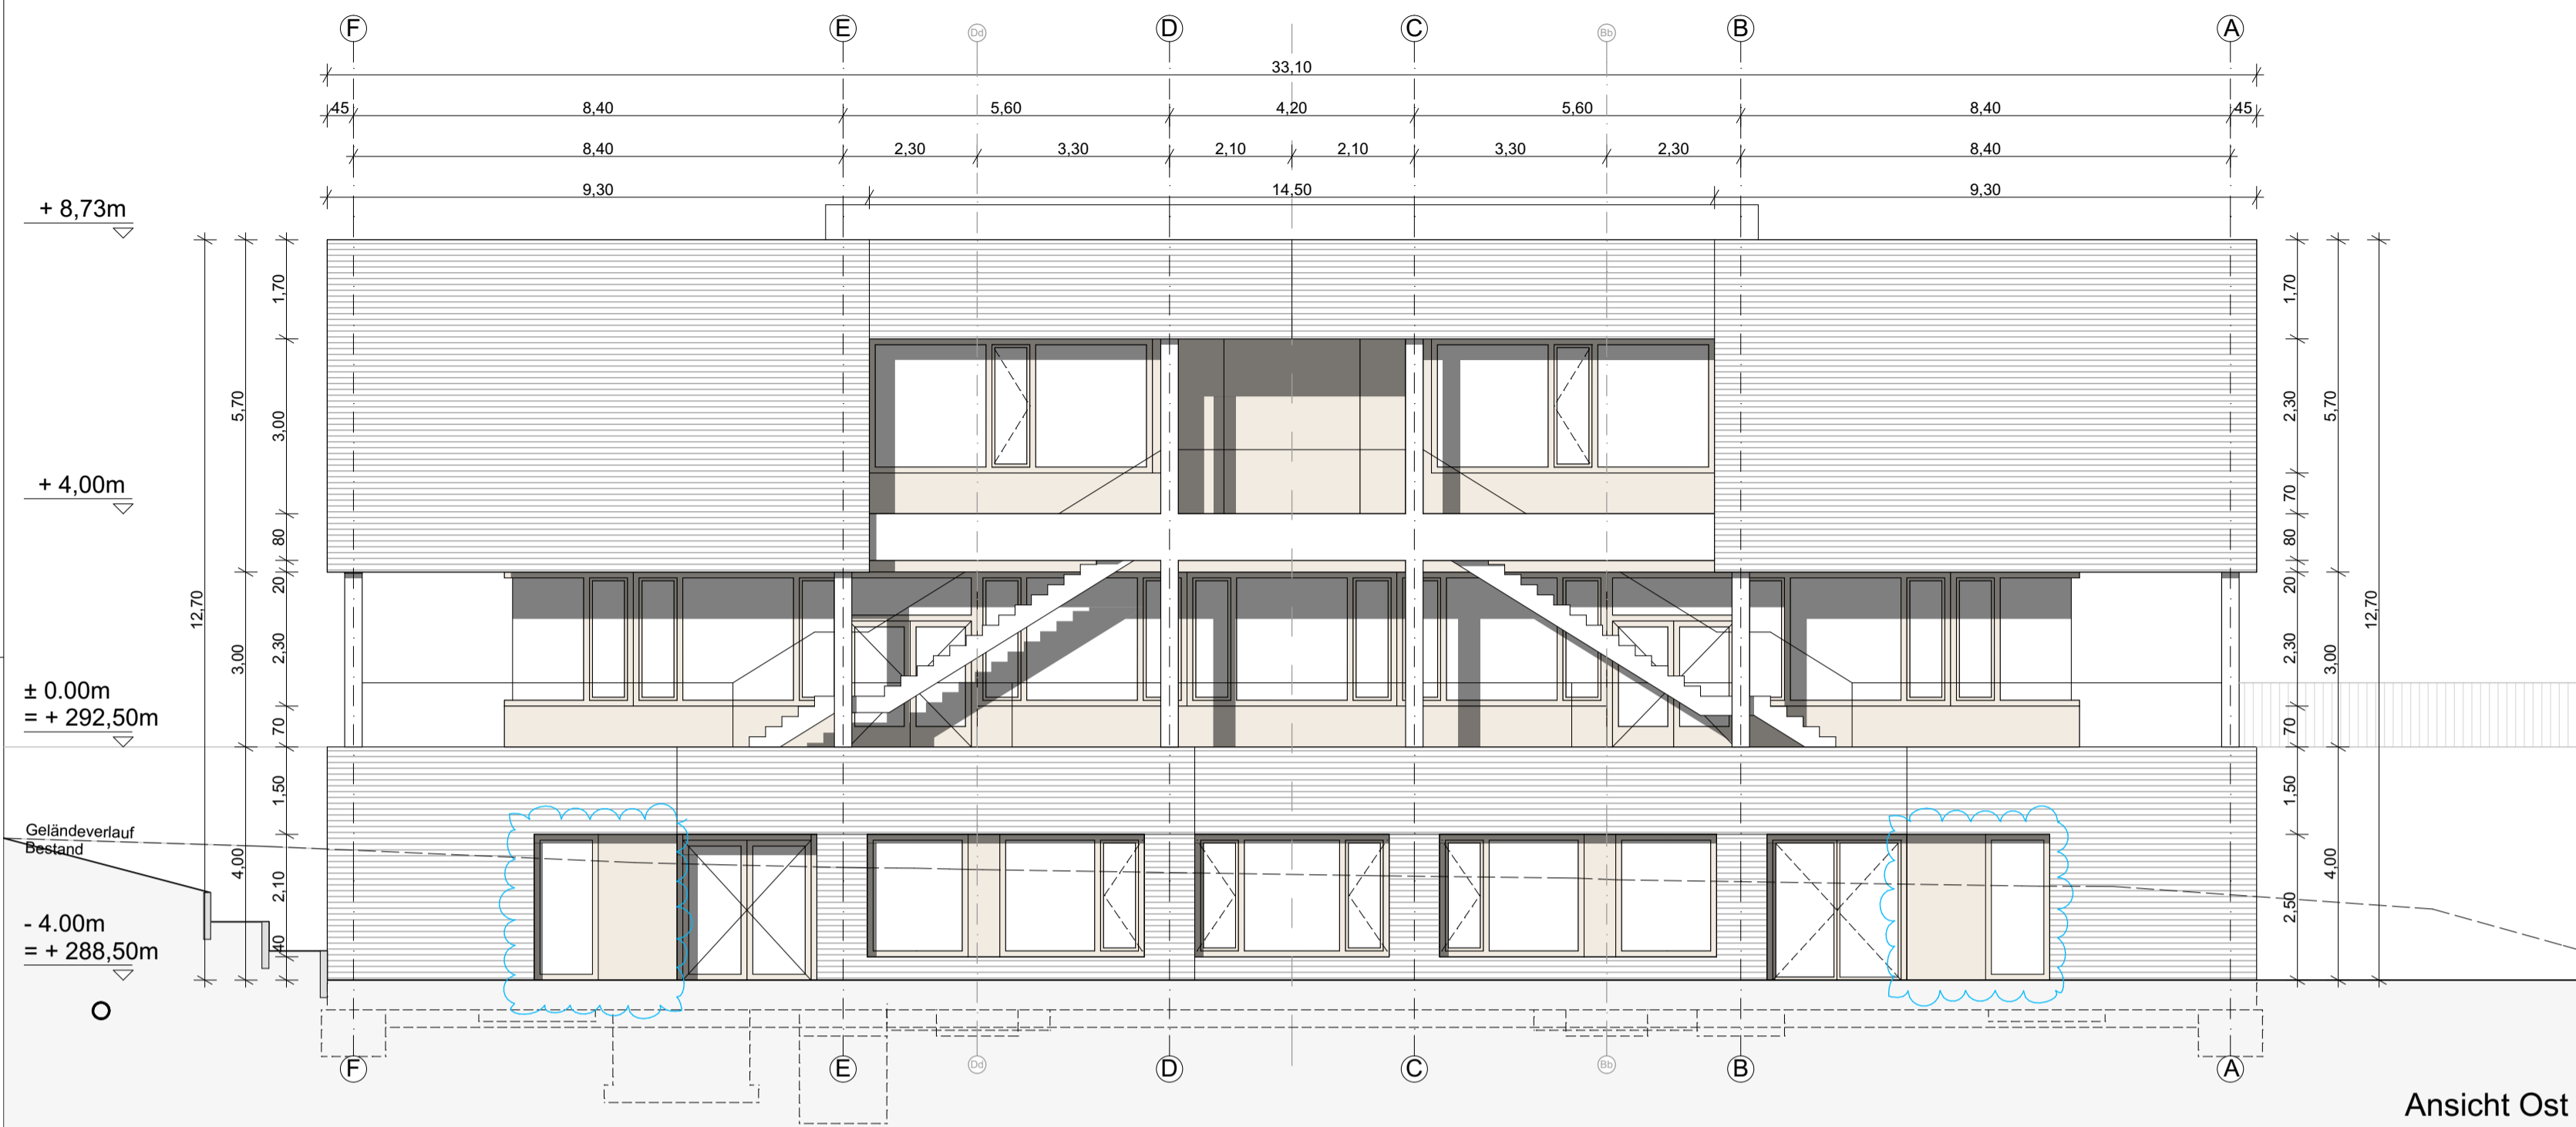 F E Dd D C Bb B A
33,10
45 8,40 5,60 4,20 5,60 8,40 45
8,40 2,30 3,30 2,10 2,10 3,30 2,30 8,40
9,30 14,50 9,30
+ 8,73m
+ 4,00m
± 0.00m
= + 292,50m
Geländeverlauf
Bestand
- 4.00m
= + 288,50m
12,70
5,70
3,00
4,00
1,70
3,00
80
20
2,30
70
1,50
2,10
40
1,70
2,30
70
80
20
2,30
70
1,50
2,50
5,70
3,00
4,00
12,70
F E Dd D C Bb B A
Ansicht Ost